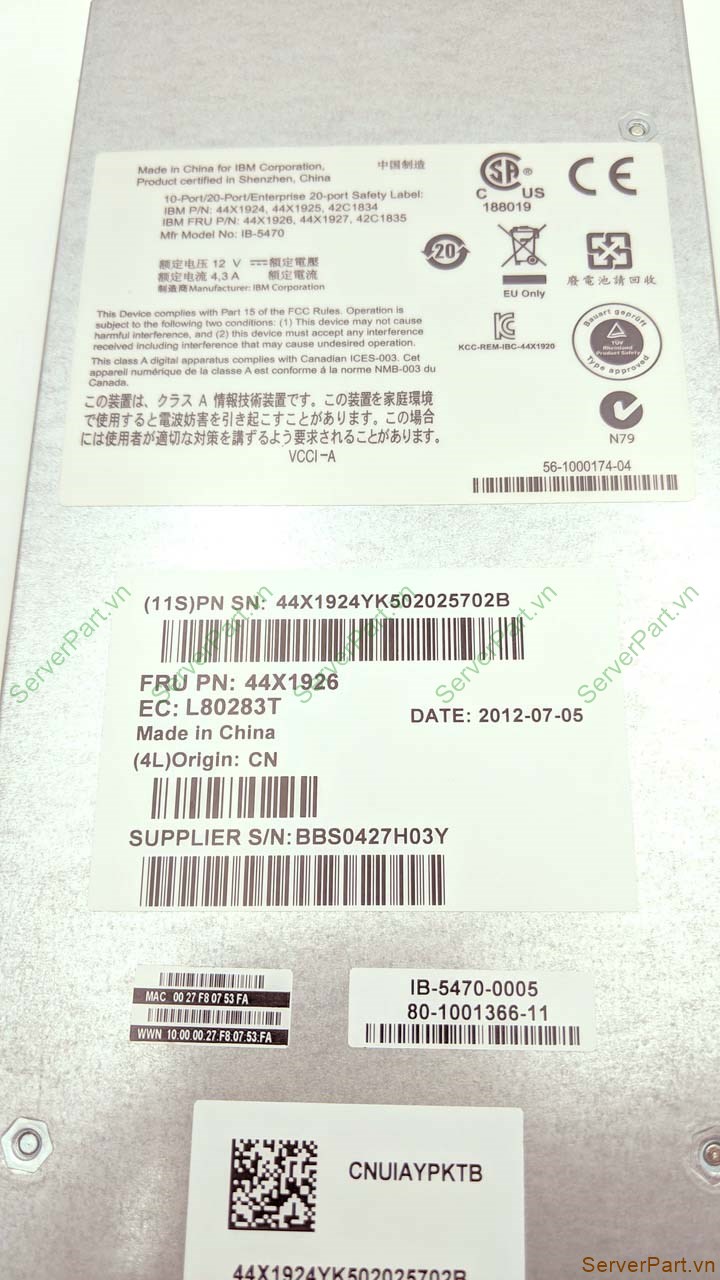 Made in China for IBM Corporation,
Product certified in Shenzhen, China
中国制造
10-Port/20-Port/Enterprise 20-port Safety Label:
IBM P/N: 44X1924, 44X1925, 42C1834
IBM FRU P/N: 44X1926, 44X1927, 42C1835
Mfr Model No: IB-5470
额定电压 12 V 額定電壓
额定电流 4,3 A 額定電流
制造商Manufacturer: IBM Corporation
SA®
C US
188019
CE
20
EU Only
廢電池請回收
This Device complies with Part 15 of the FCC Rules. Operation is
subject to the following two conditions: (1) This device may not cause
harmful interference, and (2) this device must accept any interference
received including interference that may cause undesired operation.
This class A digital apparatus complies with Canadian ICES-003. Cet
appareil numérique de la classe A est conforme à la norme NMB-003 du
Canada.
KCC-REM-IBC-44X1920
Bauart geprüft
TÜV
Rheinland
Product Safety
Type approved
この装置は、クラス A 情報技術装置です。この装置を家庭環境
で使用すると電波妨害を引き起こすことがあります。この場合
には使用者が適切な対策を講ずるよう要求されることがあります。
VCCI-A
N79
56-1000174-04
(11S)PN SN: 44X1924YK502025702B
FRU PN: 44X1926
EC: L80283T
DATE: 2012-07-05
Made in China
(4L)Origin: CN
SUPPLIER S/N: BBS0427H03Y
ServerPart.vn
ServerPart.vn
ServerPart.vn
ServerPart.vn
MAC 00 27 F8 07 53 FA
WWN 10:00:00:27:F8:07:53:FA
IB-5470-0005
80-1001366-11
CNUIAYPKTB
44X1924YK502025702B
ServerPart.vn